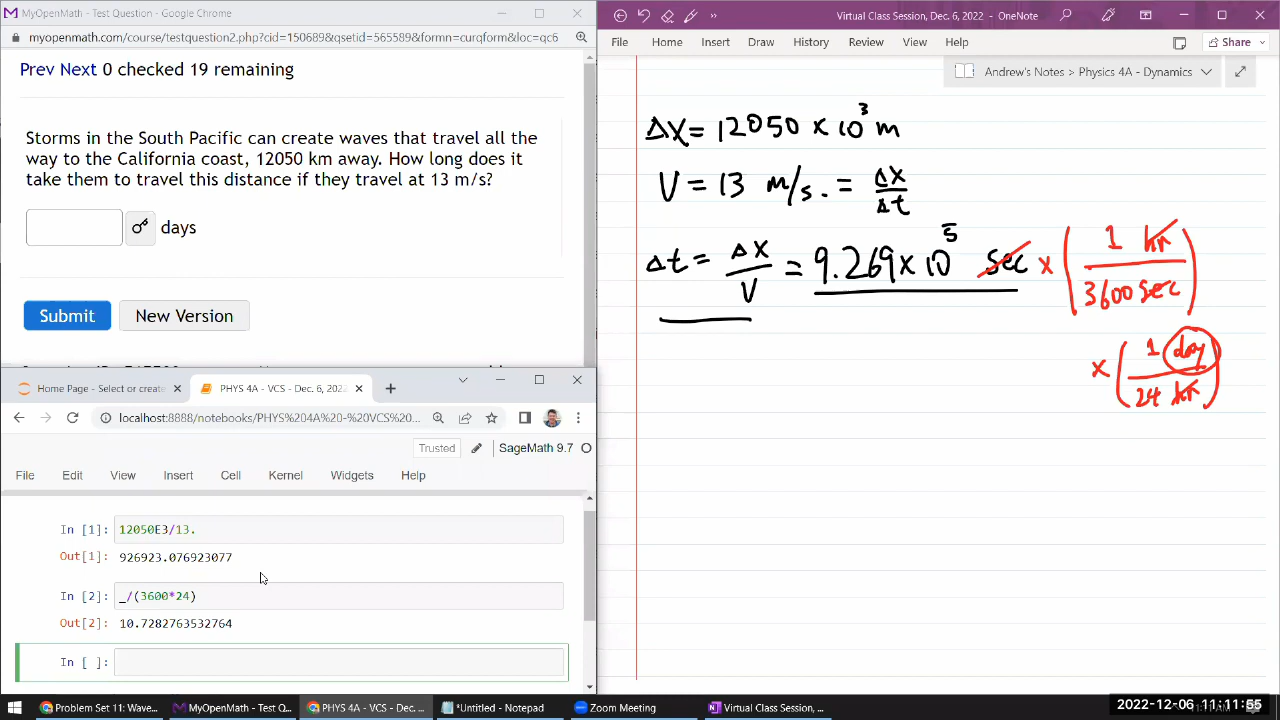 MyOpenMath - Test Question - Google Chrome
myopenmath.com/course/testquestion2.php?cid=150689&qsetid=565589&formn=curqform&loc=qc6
Prev Next 0 checked 19 remaining
Storms in the South Pacific can create waves that travel all the
way to the California coast, 12050 km away. How long does it
take them to travel this distance if they travel at 13 m/s?
days
Submit
New Version
Home Page - Select or create
PHYS 4A - VCS - Dec. 6, 2022
localhost:8888/notebooks/PHYS%204A%20-%20VCS%20...
Trusted
SageMath 9.7
File Edit View Insert Cell Kernel Widgets Help
In [1]: 12050E3/13.
Out[1]: 926923.076923077
In [2]: _/(3600*24)
Out[2]: 10.7282763532764
In [ ]:
Virtual Class Session, Dec. 6, 2022 - OneNote
File Home Insert Draw History Review View Help
Share
Andrew's Notes > Physics 4A - Dynamics
Δx = 12050 × 10³ m
V = 13 m/s. = Δx/Δt
Δt = Δx/V = 9.269 × 10⁵ sec × (1 hr/3600 sec)
× (1 day/24 hr)
Problem Set 11: Wave...
MyOpenMath - Test Q...
PHYS 4A - VCS - Dec. ...
*Untitled - Notepad
Zoom Meeting
Virtual Class Session, ...
2022-12-06 11:11:55